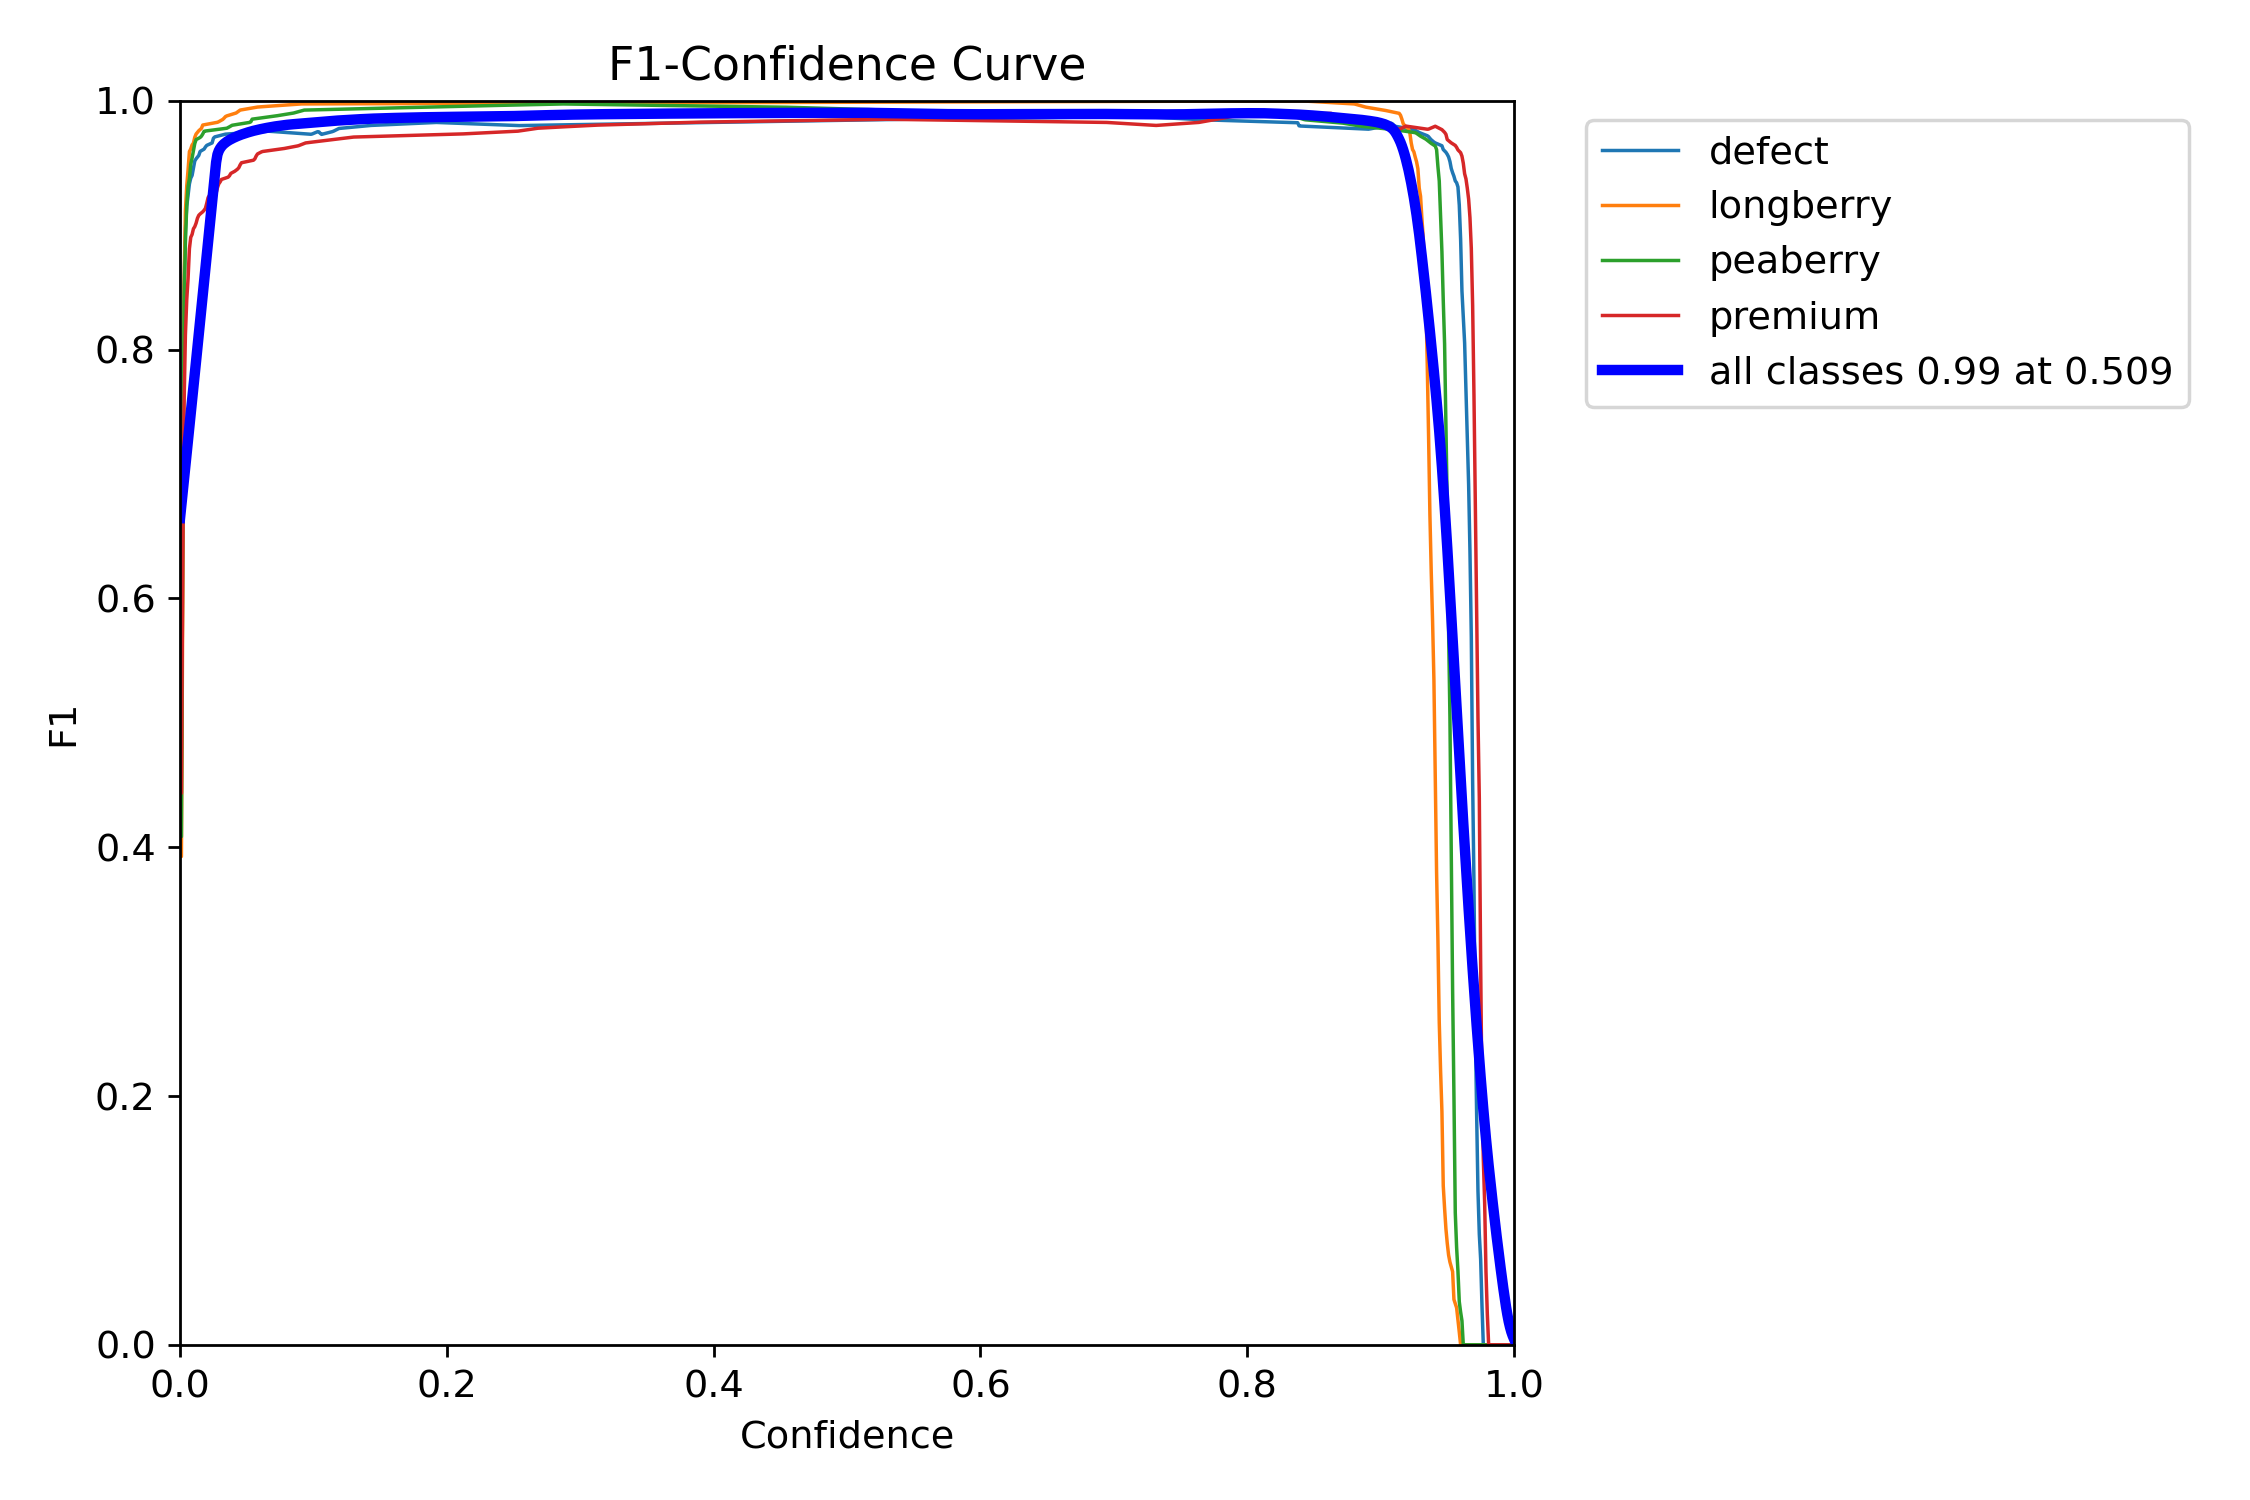 F1-Confidence Curve
1.0
0.8
0.6
0.4
0.2
0.0
F1
0.0 0.2 0.4 0.6 0.8 1.0
Confidence
defect
longberry
peaberry
premium
all classes 0.99 at 0.509